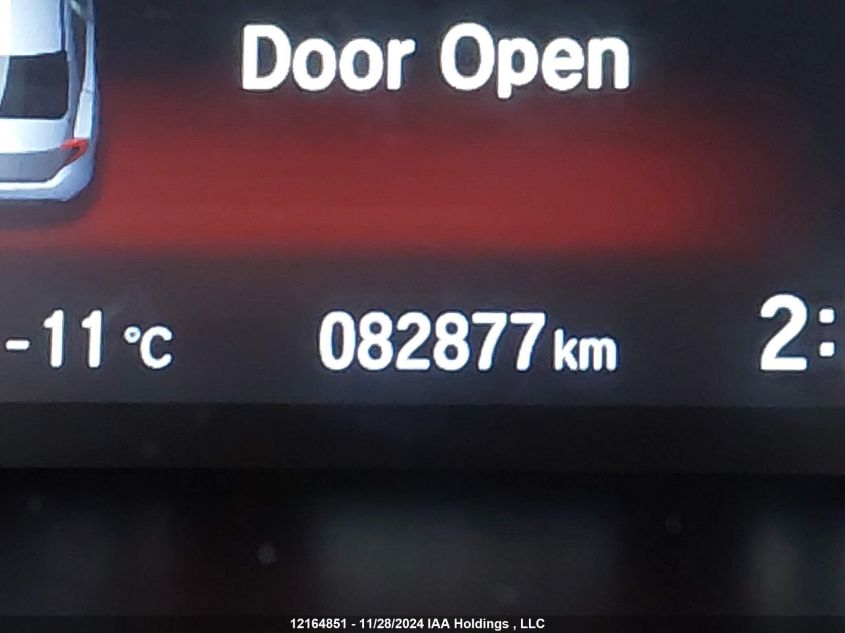 Door Open
-11 °C 082877 km 2:
12164851 - 11/28/2024 IAA Holdings , LLC